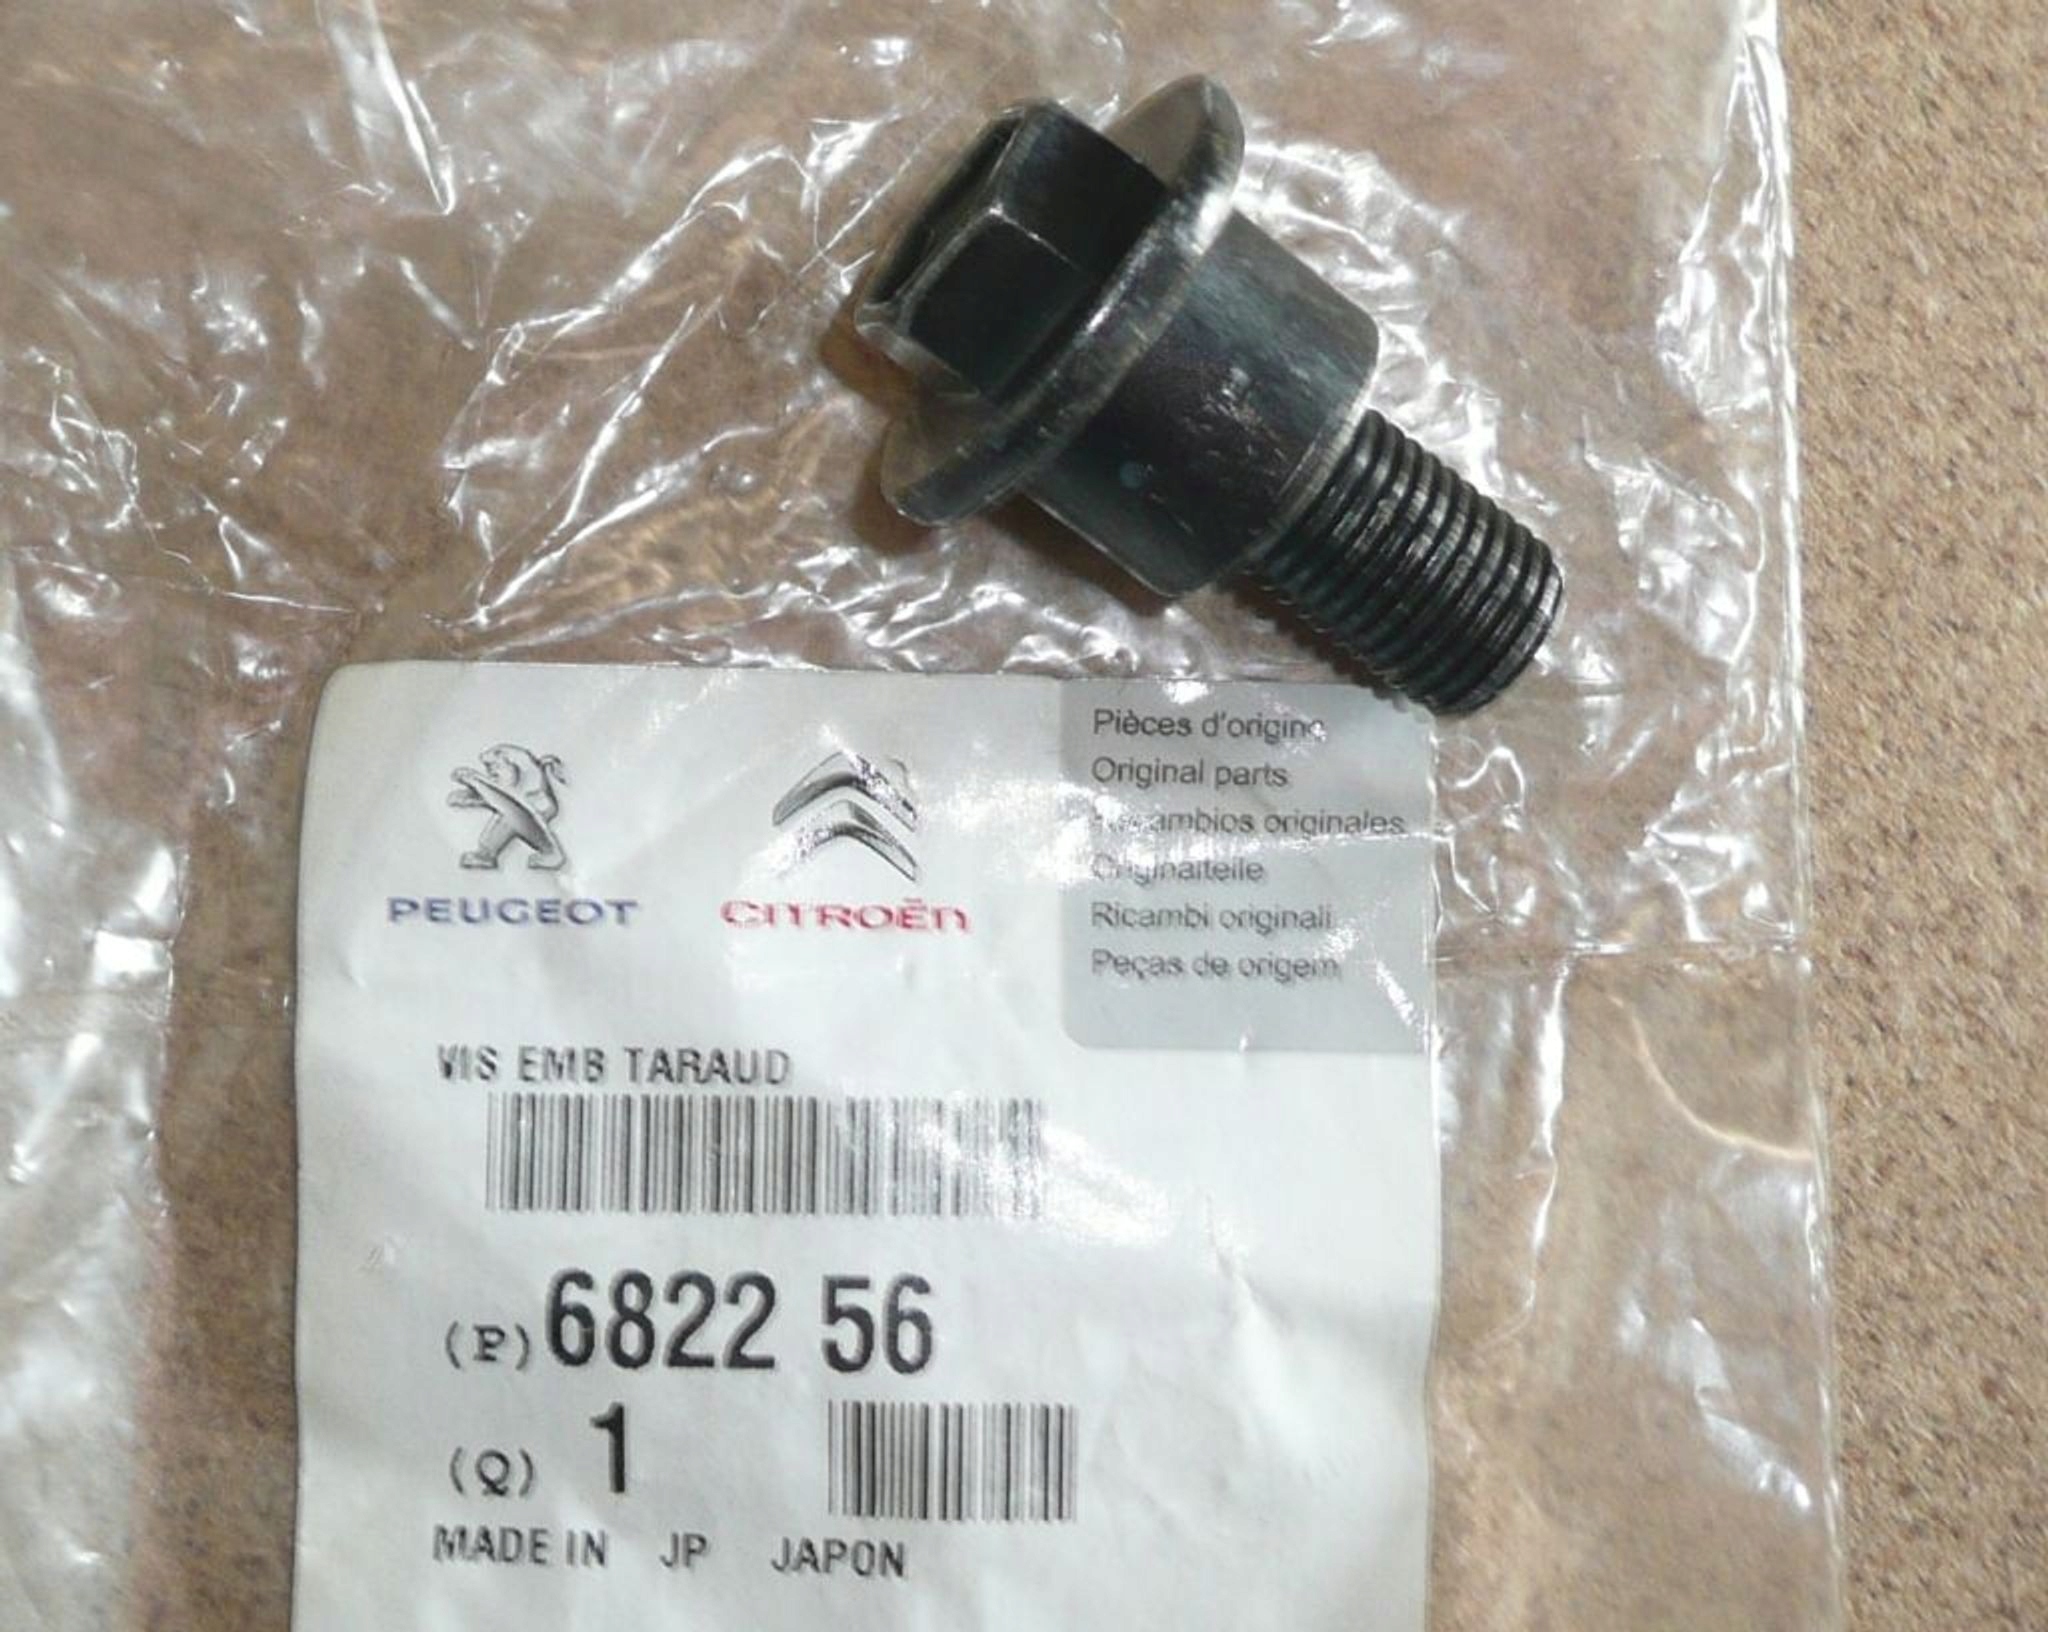 PEUGEOT
CITROËN
Pièces d'origine
Original parts
Recambios originales
Originalteile
Ricambi originali
Peças de origem
VIS EMB TARAUD
(P) 6822 56
(Q) 1
MADE IN JP JAPON